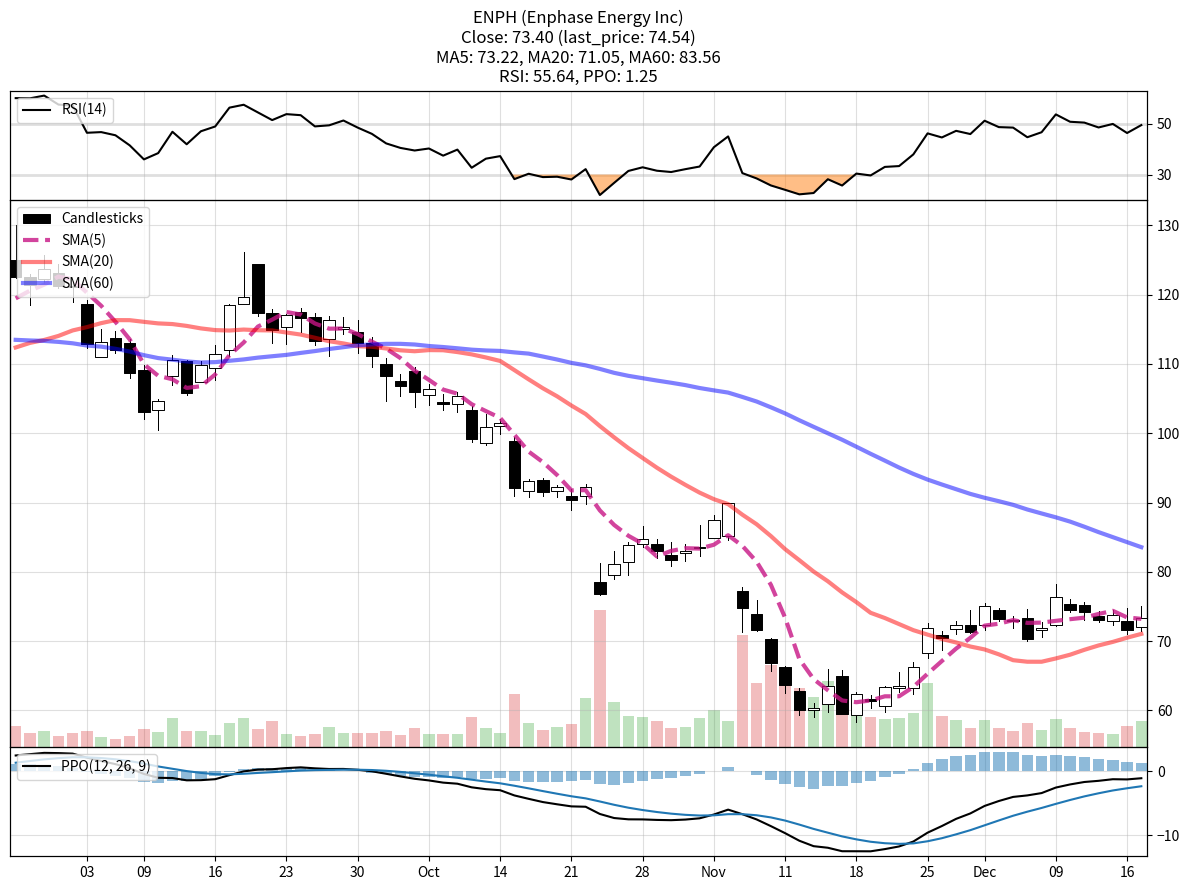 ENPH (Enphase Energy Inc)
Close: 73.40 (last_price: 74.54)
MA5: 73.22, MA20: 71.05, MA60: 83.56
RSI: 55.64, PPO: 1.25
RSI(14)
50
30
Candlesticks
SMA(5)
SMA(20)
SMA(60)
130
120
110
100
90
80
70
60
PPO(12, 26, 9)
0
−10
03 09 16 23 30 Oct 14 21 28 Nov 11 18 25 Dec 09 16